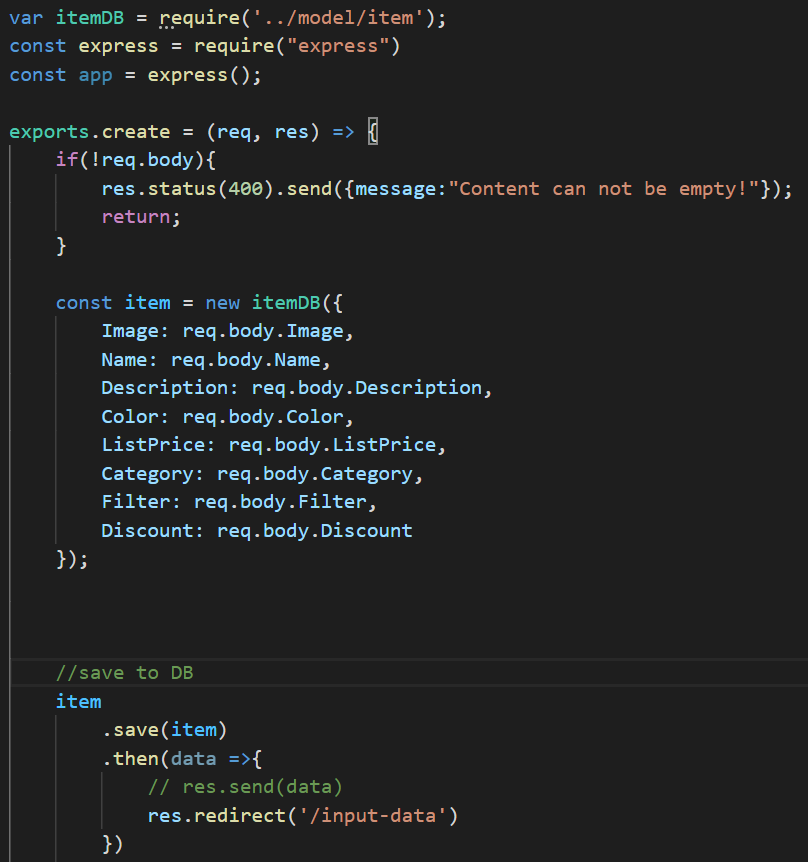 var itemDB = require('../model/item');
const express = require("express")
const app = express();
exports.create = (req, res) => {
    if(!req.body){
        res.status(400).send({message:"Content can not be empty!"});
        return;
    }
    const item = new itemDB({
        Image: req.body.Image,
        Name: req.body.Name,
        Description: req.body.Description,
        Color: req.body.Color,
        ListPrice: req.body.ListPrice,
        Category: req.body.Category,
        Filter: req.body.Filter,
        Discount: req.body.Discount
    });
    //save to DB
    item
        .save(item)
        .then(data =>{
            // res.send(data)
            res.redirect('/input-data')
        })